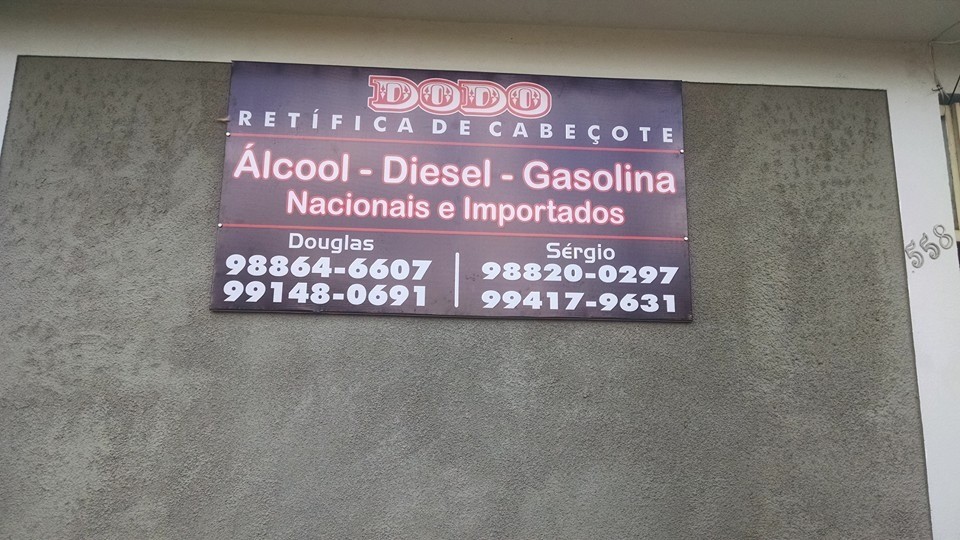 DODO
RETÍFICA DE CABEÇOTE
Álcool - Diesel - Gasolina
Nacionais e Importados
Douglas
98864-6607
99148-0691
Sérgio
98820-0297
99417-9631
558